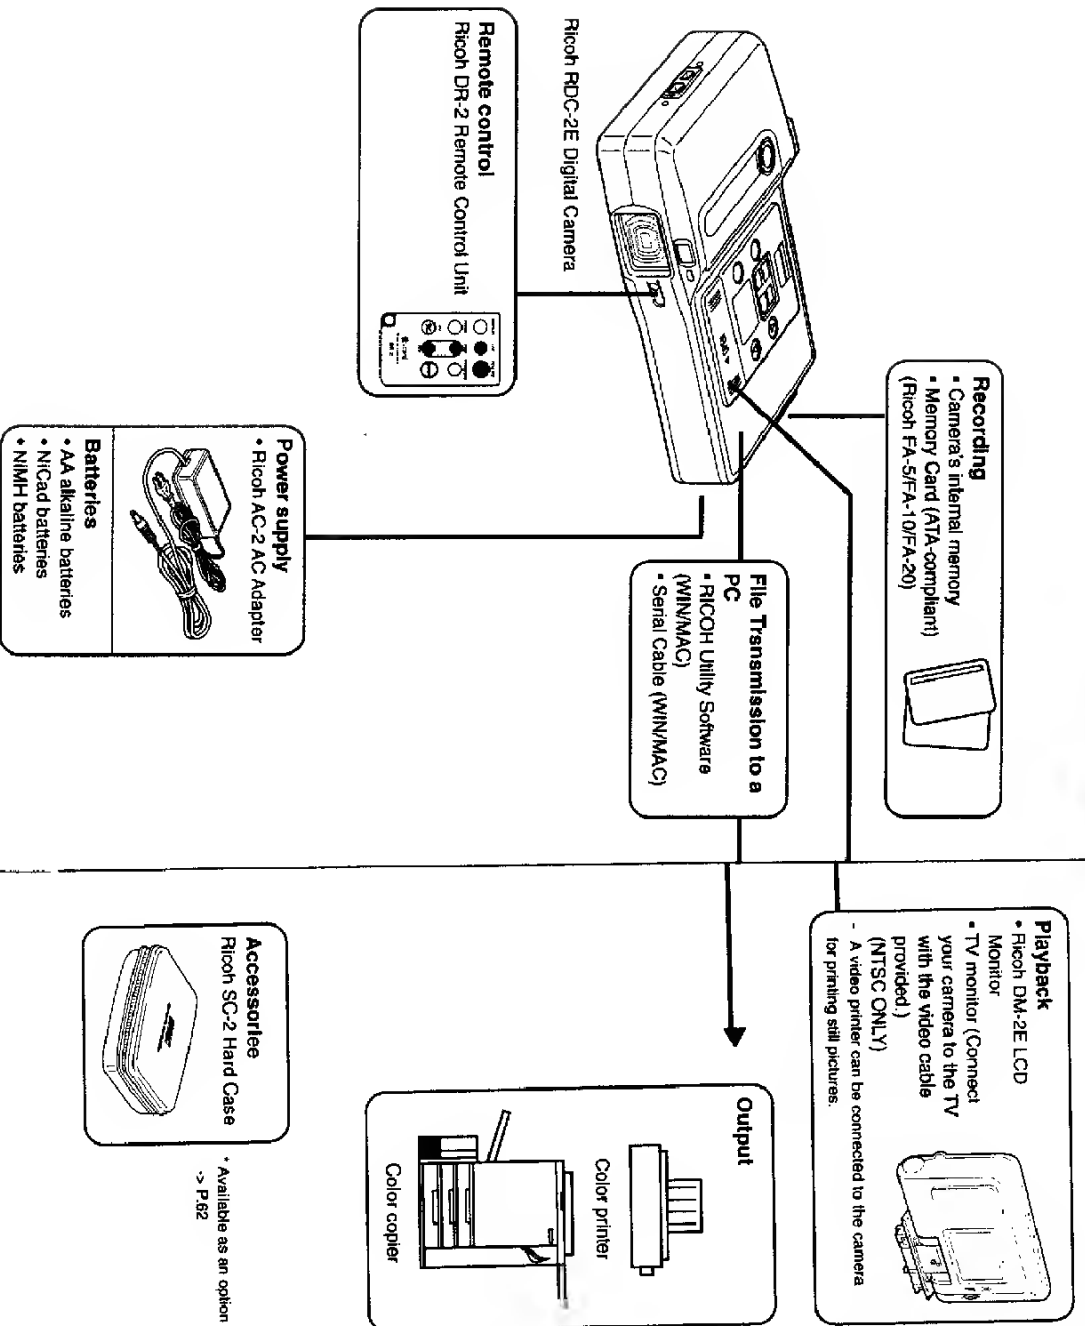 Recording
• Camera's internal memory
• Memory Card (ATA-compliant)
(Ricoh FA-5/FA-10/FA-20)
File Transmission to a
PC
• RICOH Utility Software
(WIN/MAC)
• Serial Cable (WIN/MAC)
Ricoh RDC-2E Digital Camera
Remote control
Ricoh DR-2 Remote Control Unit
Power supply
• Ricoh AC-2 AC Adapter
Batteries
• AA alkaline batteries
• NiCad batteries
• NiMH batteries
Playback
• Ricoh DM-2E LCD
Monitor
• TV monitor (Connect
your camera to the TV
with the video cable
provided.)
(NTSC ONLY)
- A video printer can be connected to the camera
for printing still pictures.
Output
Color printer
Color copier
Accessoriee
Ricoh SC-2 Hard Case
* Available as an option
-> P.62